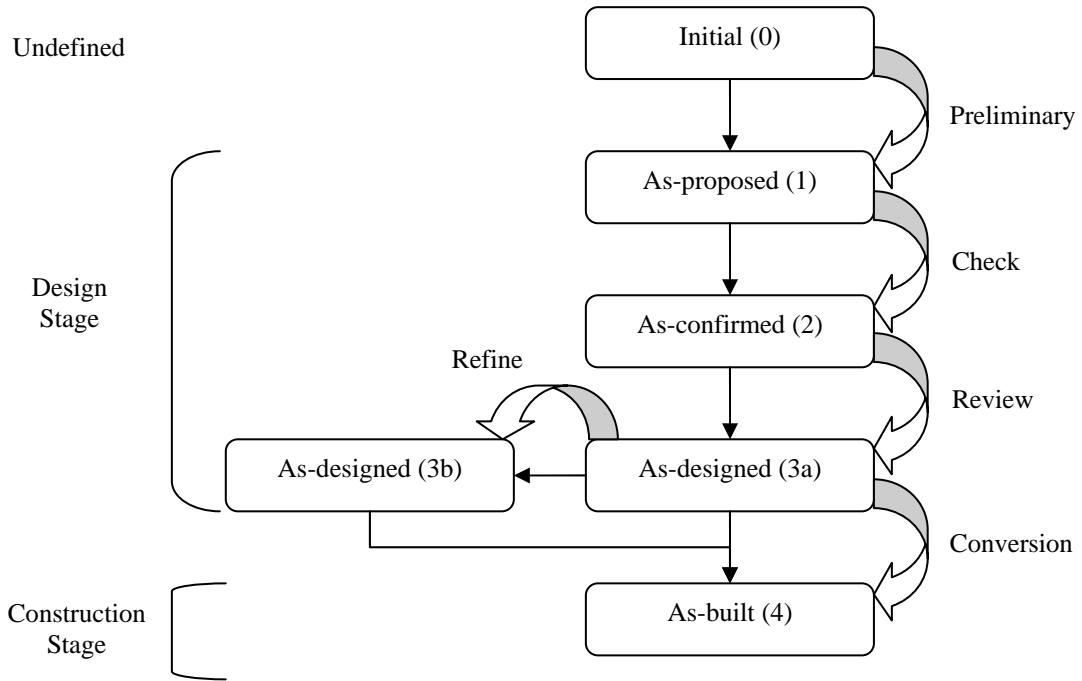 Undefined
Initial (0)
Preliminary
As-proposed (1)
Check
Design
Stage
As-confirmed (2)
Refine
Review
As-designed (3b)
As-designed (3a)
Conversion
Construction
Stage
As-built (4)